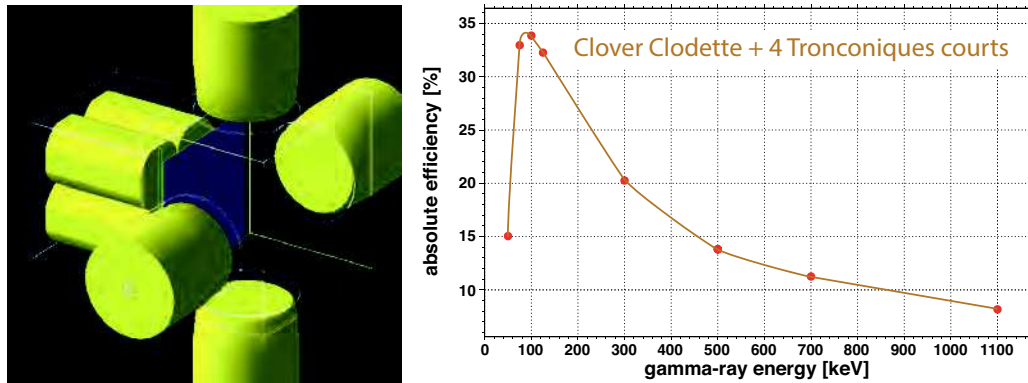 Clover Clodette + 4 Tronconiques courts
absolute efficiency [%]
35
30
25
20
15
10
0 100 200 300 400 500 600 700 800 900 1000 1100
gamma-ray energy [keV]